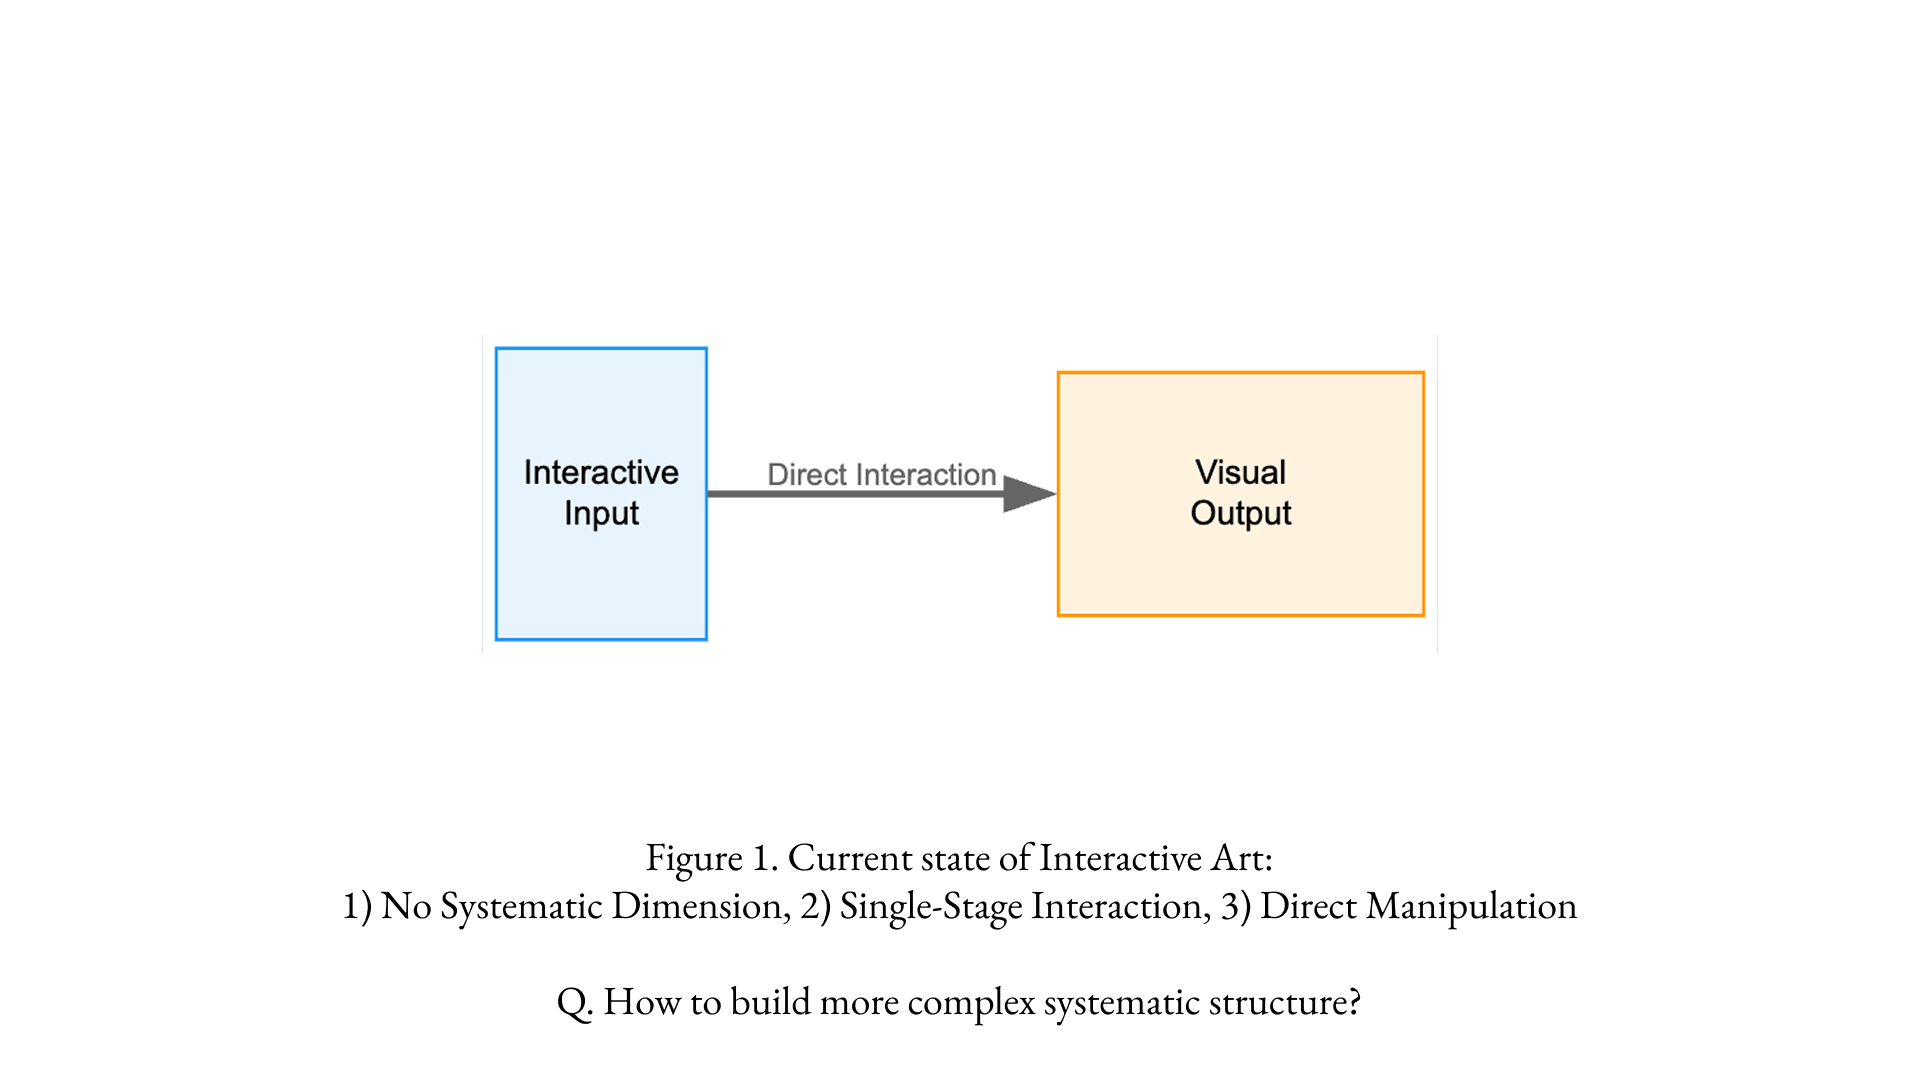 Interactive
Input
Direct Interaction
Visual
Output
Figure 1. Current state of Interactive Art:
1) No Systematic Dimension, 2) Single-Stage Interaction, 3) Direct Manipulation
Q. How to build more complex systematic structure?